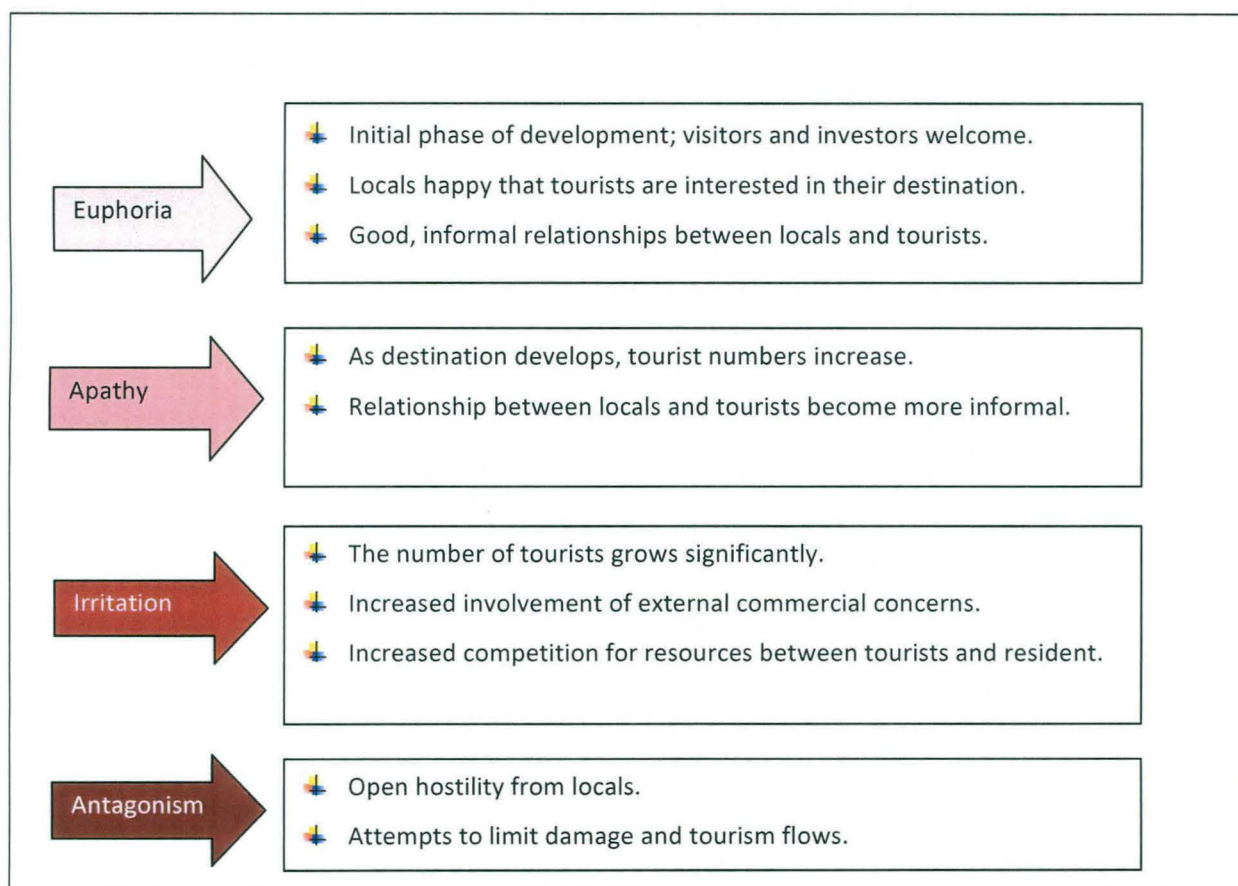 Euphoria
Initial phase of development; visitors and investors welcome.
Locals happy that tourists are interested in their destination.
Good, informal relationships between locals and tourists.
Apathy
As destination develops, tourist numbers increase.
Relationship between locals and tourists become more informal.
Irritation
The number of tourists grows significantly.
Increased involvement of external commercial concerns.
Increased competition for resources between tourists and resident.
Antagonism
Open hostility from locals.
Attempts to limit damage and tourism flows.